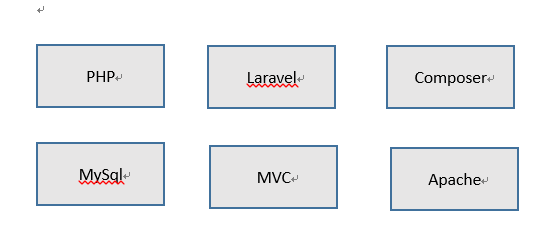 PHP
Laravel
Composer
MySql
MVC
Apache